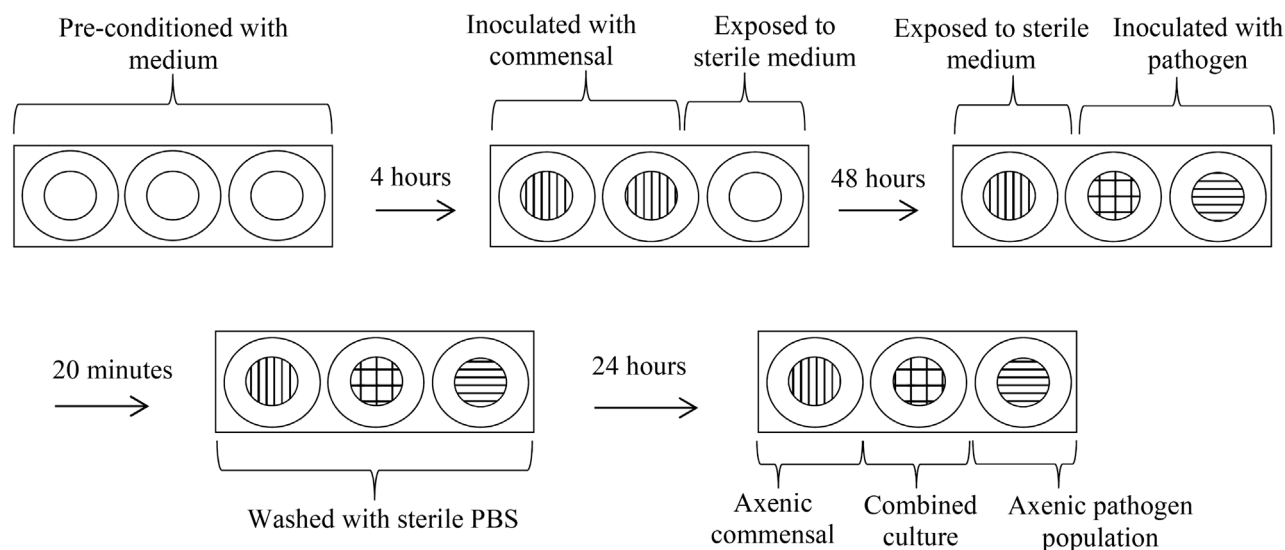 Pre-conditioned with
medium
Inoculated with
commensal
Exposed to
sterile medium
Exposed to sterile
medium
Inoculated with
pathogen
4 hours
48 hours
20 minutes
24 hours
Washed with sterile PBS
Axenic
commensal
Combined
culture
Axenic pathogen
population